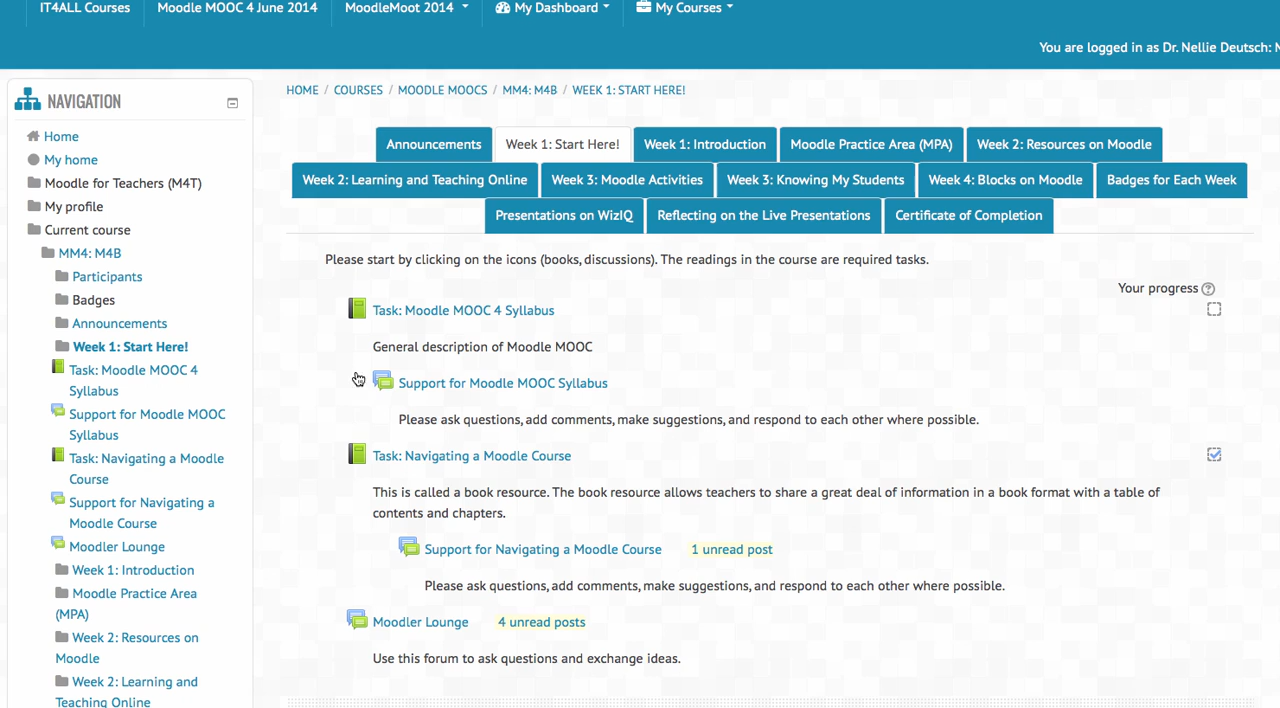 IT4ALL Courses Moodle MOOC 4 June 2014 MoodleMoot 2014 My Dashboard My Courses
You are logged in as Dr. Nellie Deutsch:
NAVIGATION
Home
My home
Moodle for Teachers (M4T)
My profile
Current course
MM4: M4B
Participants
Badges
Announcements
Week 1: Start Here!
Task: Moodle MOOC 4
Syllabus
Support for Moodle MOOC
Syllabus
Task: Navigating a Moodle
Course
Support for Navigating a
Moodle Course
Moodler Lounge
Week 1: Introduction
Moodle Practice Area
(MPA)
Week 2: Resources on
Moodle
Week 2: Learning and
Teaching Online
HOME / COURSES / MOODLE MOOCS / MM4: M4B / WEEK 1: START HERE!
Announcements Week 1: Start Here! Week 1: Introduction Moodle Practice Area (MPA) Week 2: Resources on Moodle
Week 2: Learning and Teaching Online Week 3: Moodle Activities Week 3: Knowing My Students Week 4: Blocks on Moodle Badges for Each Week
Presentations on WizIQ Reflecting on the Live Presentations Certificate of Completion
Please start by clicking on the icons (books, discussions). The readings in the course are required tasks.
Your progress
Task: Moodle MOOC 4 Syllabus
General description of Moodle MOOC
Support for Moodle MOOC Syllabus
Please ask questions, add comments, make suggestions, and respond to each other where possible.
Task: Navigating a Moodle Course
This is called a book resource. The book resource allows teachers to share a great deal of information in a book format with a table of
contents and chapters.
Support for Navigating a Moodle Course 1 unread post
Please ask questions, add comments, make suggestions, and respond to each other where possible.
Moodler Lounge 4 unread posts
Use this forum to ask questions and exchange ideas.